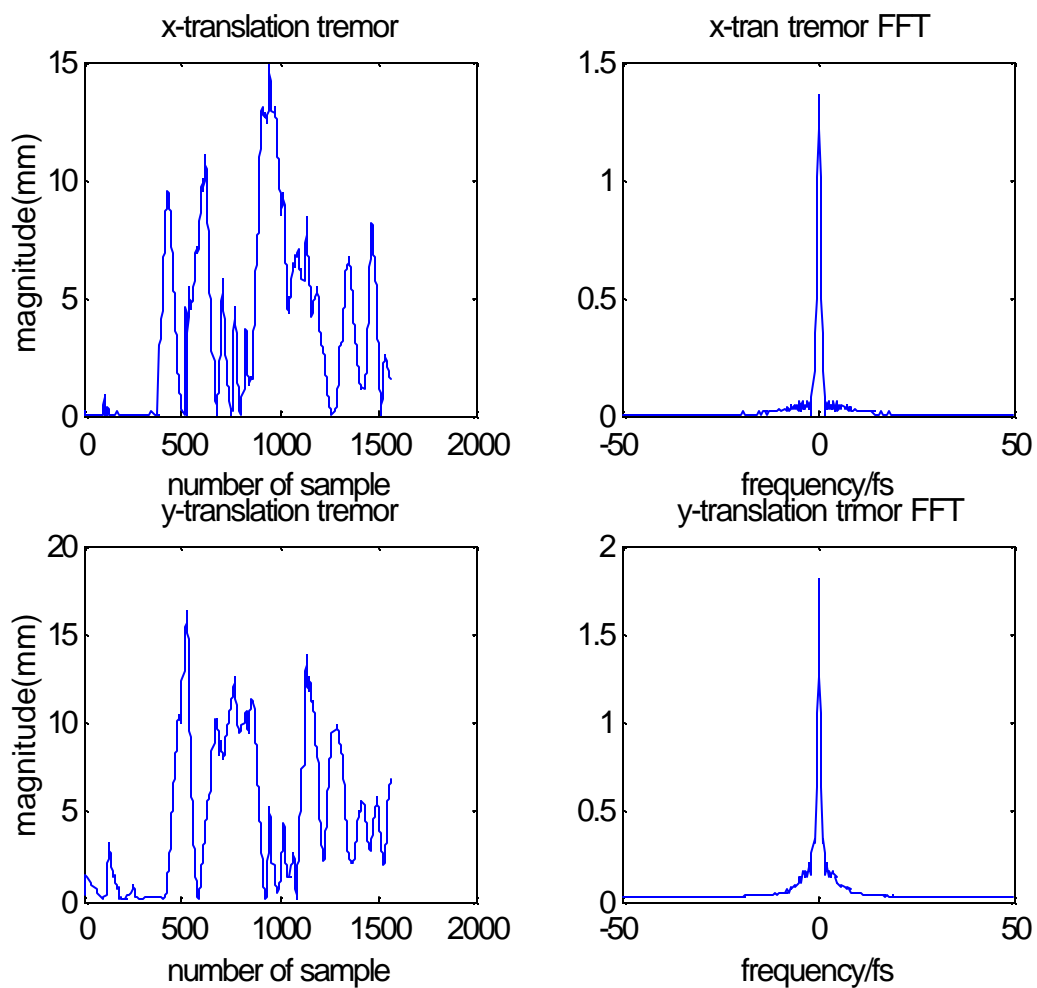 x-translation tremor
x-tran tremor FFT
15
10
5
0
magnitude(mm)
0 500 1000 1500 2000
number of sample
1.5
1
0.5
0
-50 0 50
frequency/fs
y-translation tremor
y-translation trmor FFT
20
15
10
5
0
magnitude(mm)
0 500 1000 1500 2000
number of sample
2
1.5
1
0.5
0
-50 0 50
frequency/fs